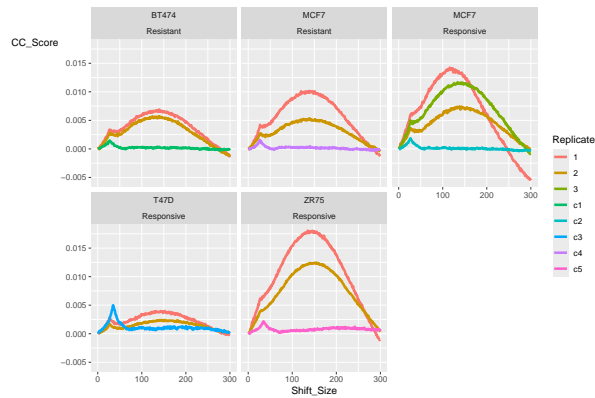 BT474 MCF7 MCF7
Resistant Resistant Responsive
CC_Score
0.015
0.010
0.005
0.000
−0.005
T47D ZR75
Responsive Responsive
0.015
0.010
0.005
0.000
−0.005
0 100 200 300 0 100 200 300
0 100 200 300
Shift_Size
Replicate
1
2
3
c1
c2
c3
c4
c5